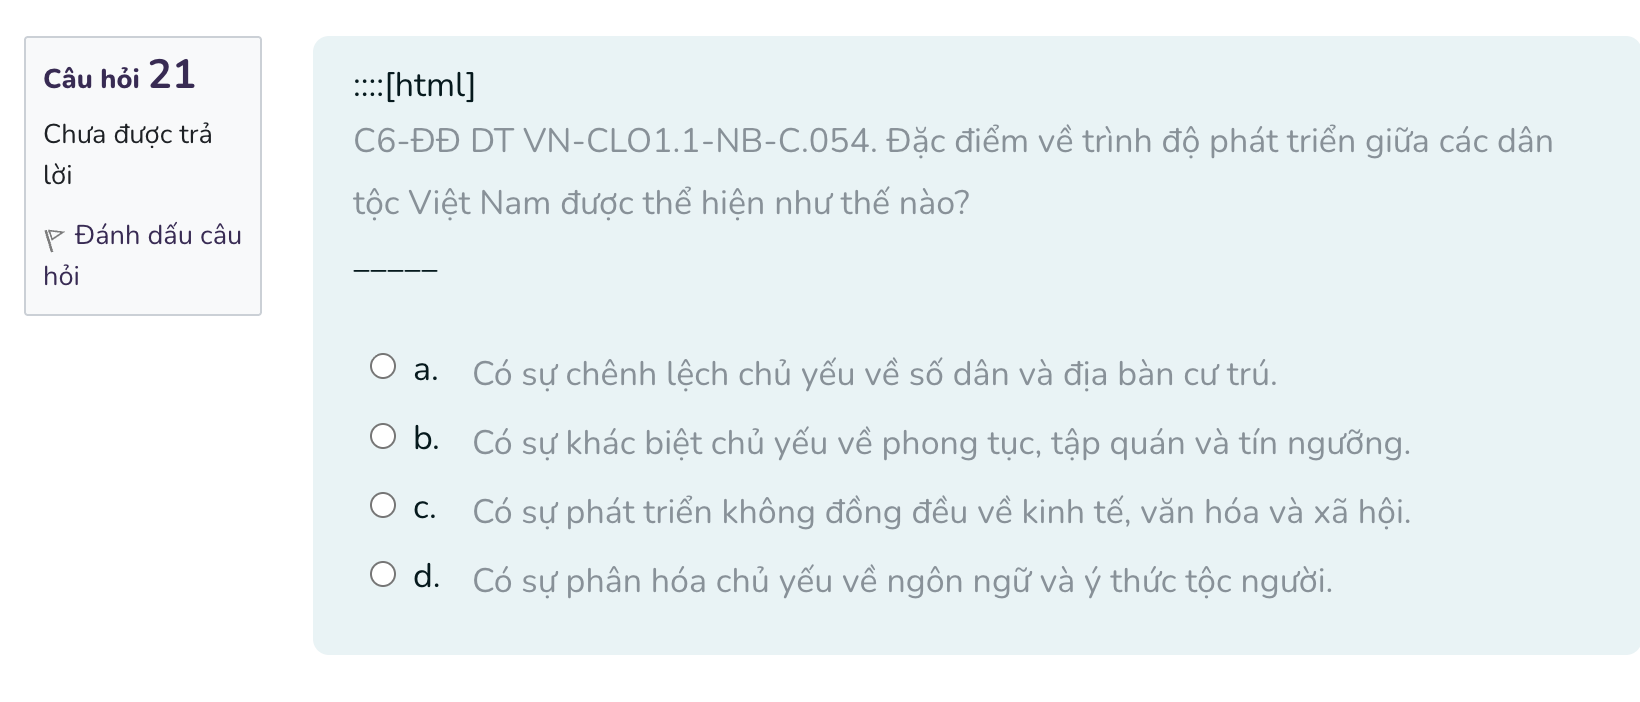 Câu hỏi 21
Chưa được trả
lời
Đánh dấu câu
hỏi
::::[html]
C6-ĐĐ DT VN-CLO1.1-NB-C.054. Đặc điểm về trình độ phát triển giữa các dân
tộc Việt Nam được thể hiện như thế nào?
_____
a. Có sự chênh lệch chủ yếu về số dân và địa bàn cư trú.
b. Có sự khác biệt chủ yếu về phong tục, tập quán và tín ngưỡng.
c. Có sự phát triển không đồng đều về kinh tế, văn hóa và xã hội.
d. Có sự phân hóa chủ yếu về ngôn ngữ và ý thức tộc người.